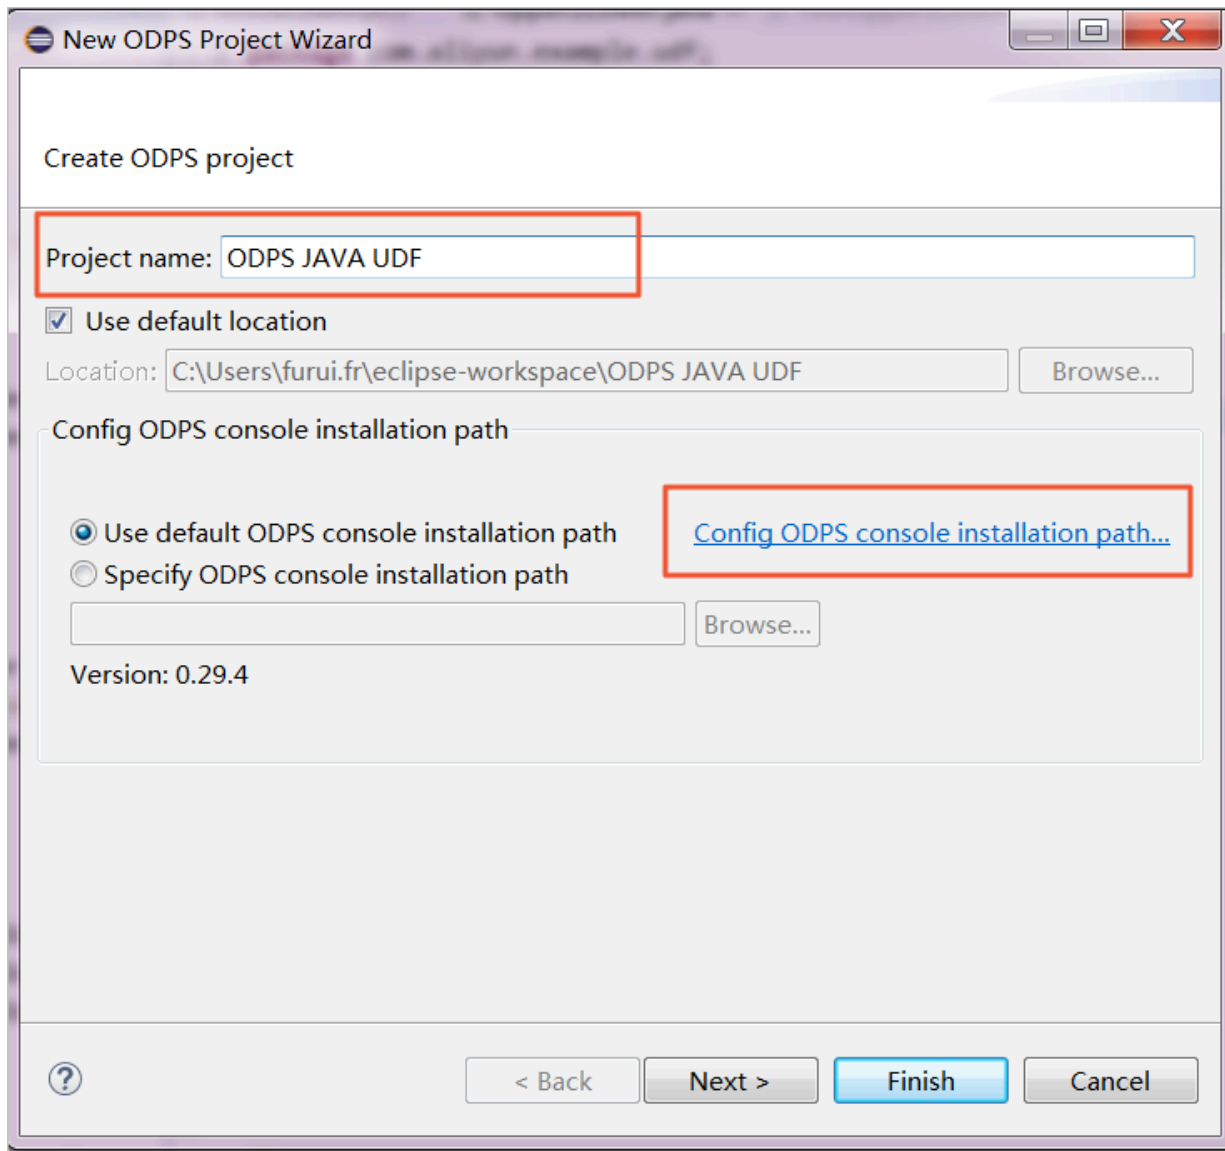 New ODPS Project Wizard
Create ODPS project
Project name: ODPS JAVA UDF
Use default location
Location: C:\Users\furui.fr\eclipse-workspace\ODPS JAVA UDF Browse...
Config ODPS console installation path
Use default ODPS console installation path Config ODPS console installation path...
Specify ODPS console installation path
Browse...
Version: 0.29.4
< Back Next > Finish Cancel